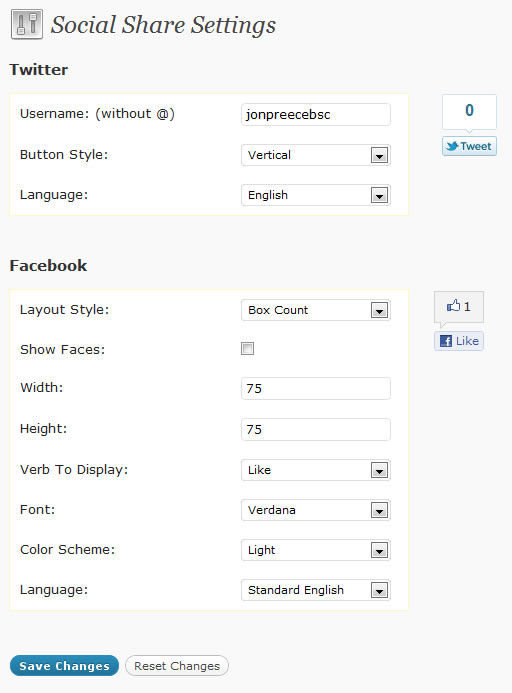 Social Share Settings
Twitter
Username: (without @) jonpreecebsc
0
Button Style: Vertical
Tweet
Language: English
Facebook
Layout Style: Box Count
1
Show Faces:
Like
Width: 75
Height: 75
Verb To Display: Like
Font: Verdana
Color Scheme: Light
Language: Standard English
Save Changes Reset Changes